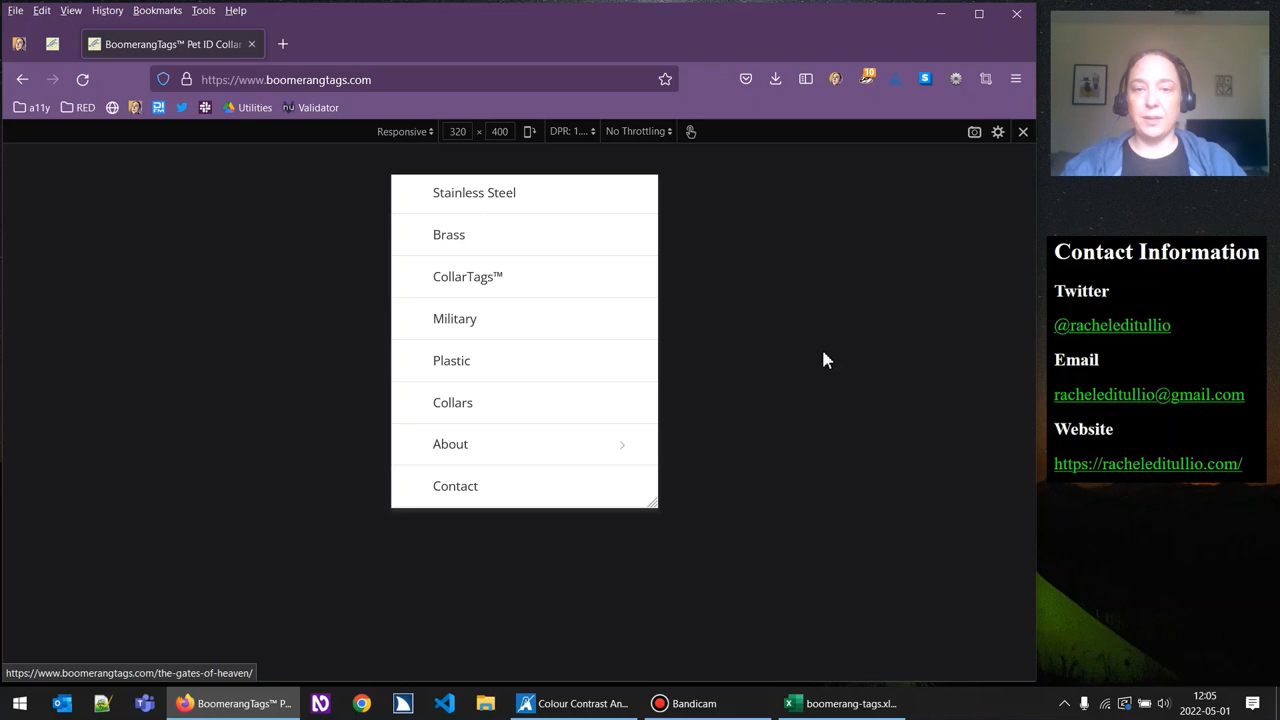 File Edit View History Bookmarks Tools Help
BoomerangTags™ Pet ID Collar
https://www.boomerangtags.com
10
a11y RED Utilities Validator
Responsive 320 × 400 DPR: 1.... No Throttling
Stainless Steel
Brass
CollarTags™
Military
Plastic
Collars
About
Contact
https://www.boomerangtags.com/the-gates-of-heaven/
Contact Information
Twitter
@racheleditullio
Email
racheleditullio@gmail.com
Website
https://racheleditullio.com/
BoomerangTags™ P...
Colour Contrast An...
Bandicam
boomerang-tags.xl...
12:05
2022-05-01